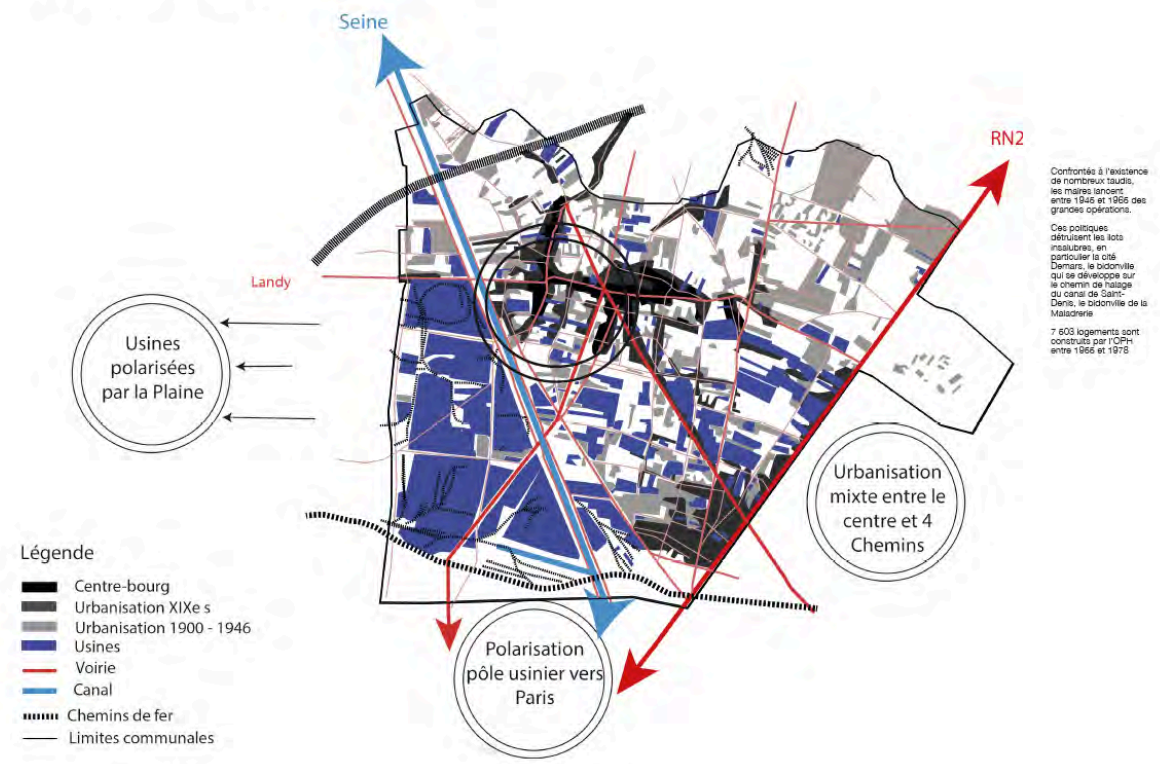 Seine
RN2
Confrontés à l'existence
de nombreux taudis,
les maires lancent
entre 1946 et 1966 des
grandes opérations.
Ces politiques
détruisent les ilots
insalubres, en
particulier la cité
Demars, le bidonville
qui se développe sur
le chemin de halage
du canal de Saint-
Denis, le bidonville de la
Maladrerie
7 603 logements sont
construits par l'OPH
entre 1966 et 1978
Landy
Usines
polarisées
par la Plaine
Urbanisation
mixte entre le
centre et 4
Chemins
Polarisation
pôle usinier vers
Paris
Légende
Centre-bourg
Urbanisation XIXe s
Urbanisation 1900 - 1946
Usines
Voirie
Canal
Chemins de fer
Limites communales